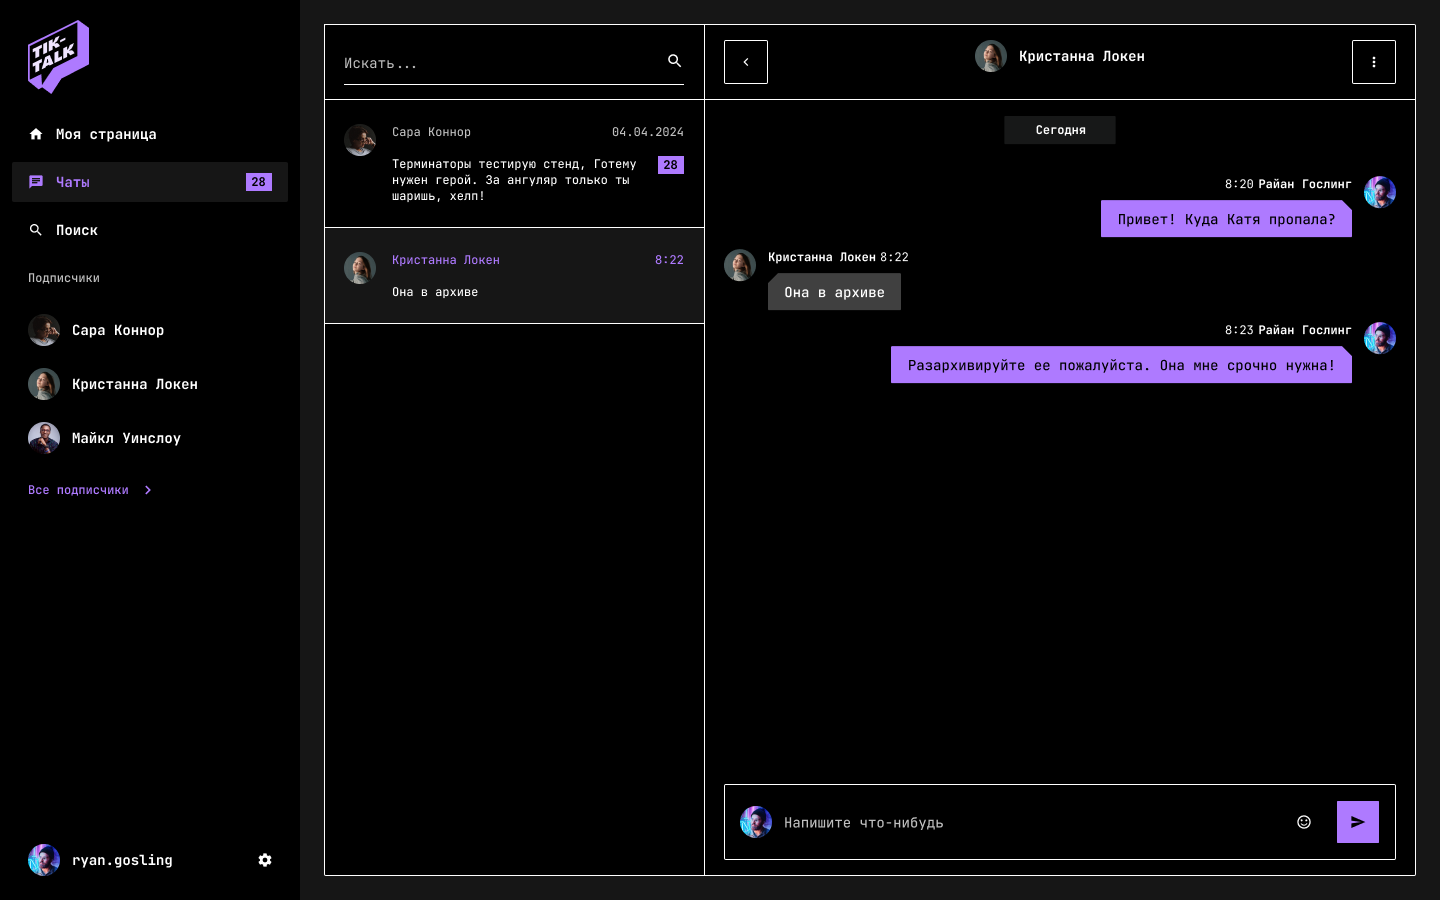 TIK-
TALK
Моя страница
Чаты 28
Поиск
Подписчики
Сара Коннор
Кристанна Локен
Майкл Уинслоу
Все подписчики
ryan.gosling
Искать...
Сара Коннор 04.04.2024
Терминаторы тестирую стенд, Готему 28
нужен герой. За ангуляр только ты
шаришь, хелп!
Кристанна Локен 8:22
Она в архиве
Кристанна Локен
Сегодня
8:20 Райан Гослинг
Привет! Куда Катя пропала?
Кристанна Локен 8:22
Она в архиве
8:23 Райан Гослинг
Разархивируйте ее пожалуйста. Она мне срочно нужна!
Напишите что-нибудь